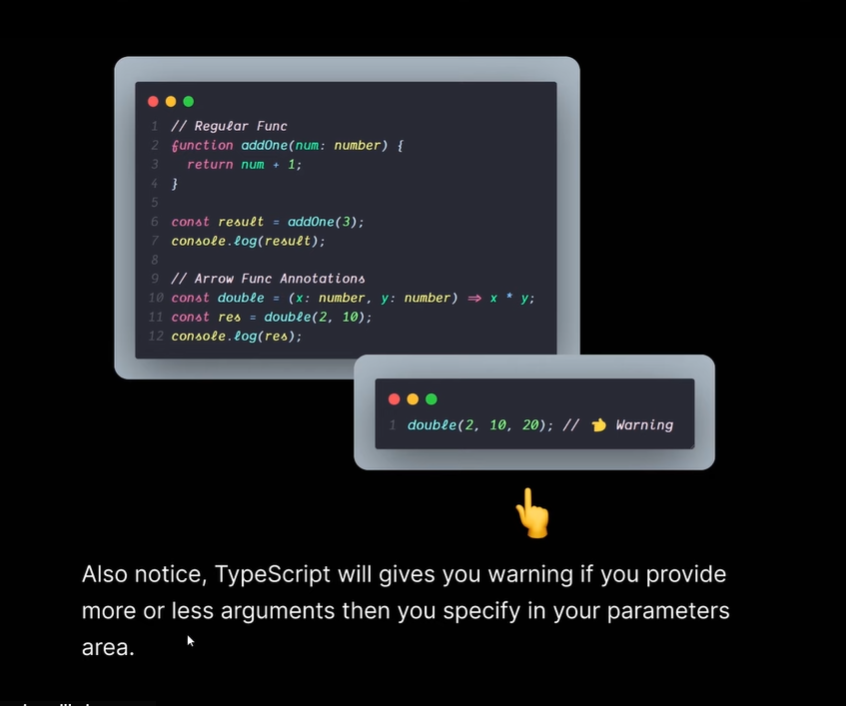 1 // Regular Func
2 function addOne(num: number) {
3   return num + 1;
4 }
5
6 const result = addOne(3);
7 console.log(result);
8
9 // Arrow Func Annotations
10 const double = (x: number, y: number) => x * y;
11 const res = double(2, 10);
12 console.log(res);
1 double(2, 10, 20); // 👈 Warning
Also notice, TypeScript will gives you warning if you provide
more or less arguments then you specify in your parameters
area.